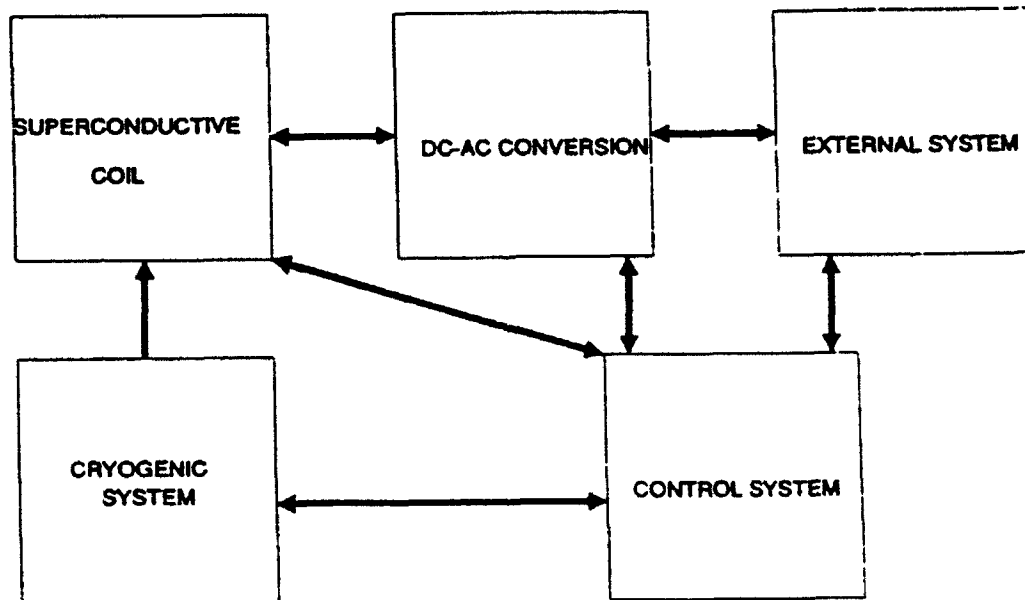 SUPERCONDUCTIVE
COIL
DC-AC CONVERSION
EXTERNAL SYSTEM
CRYOGENIC
SYSTEM
CONTROL SYSTEM